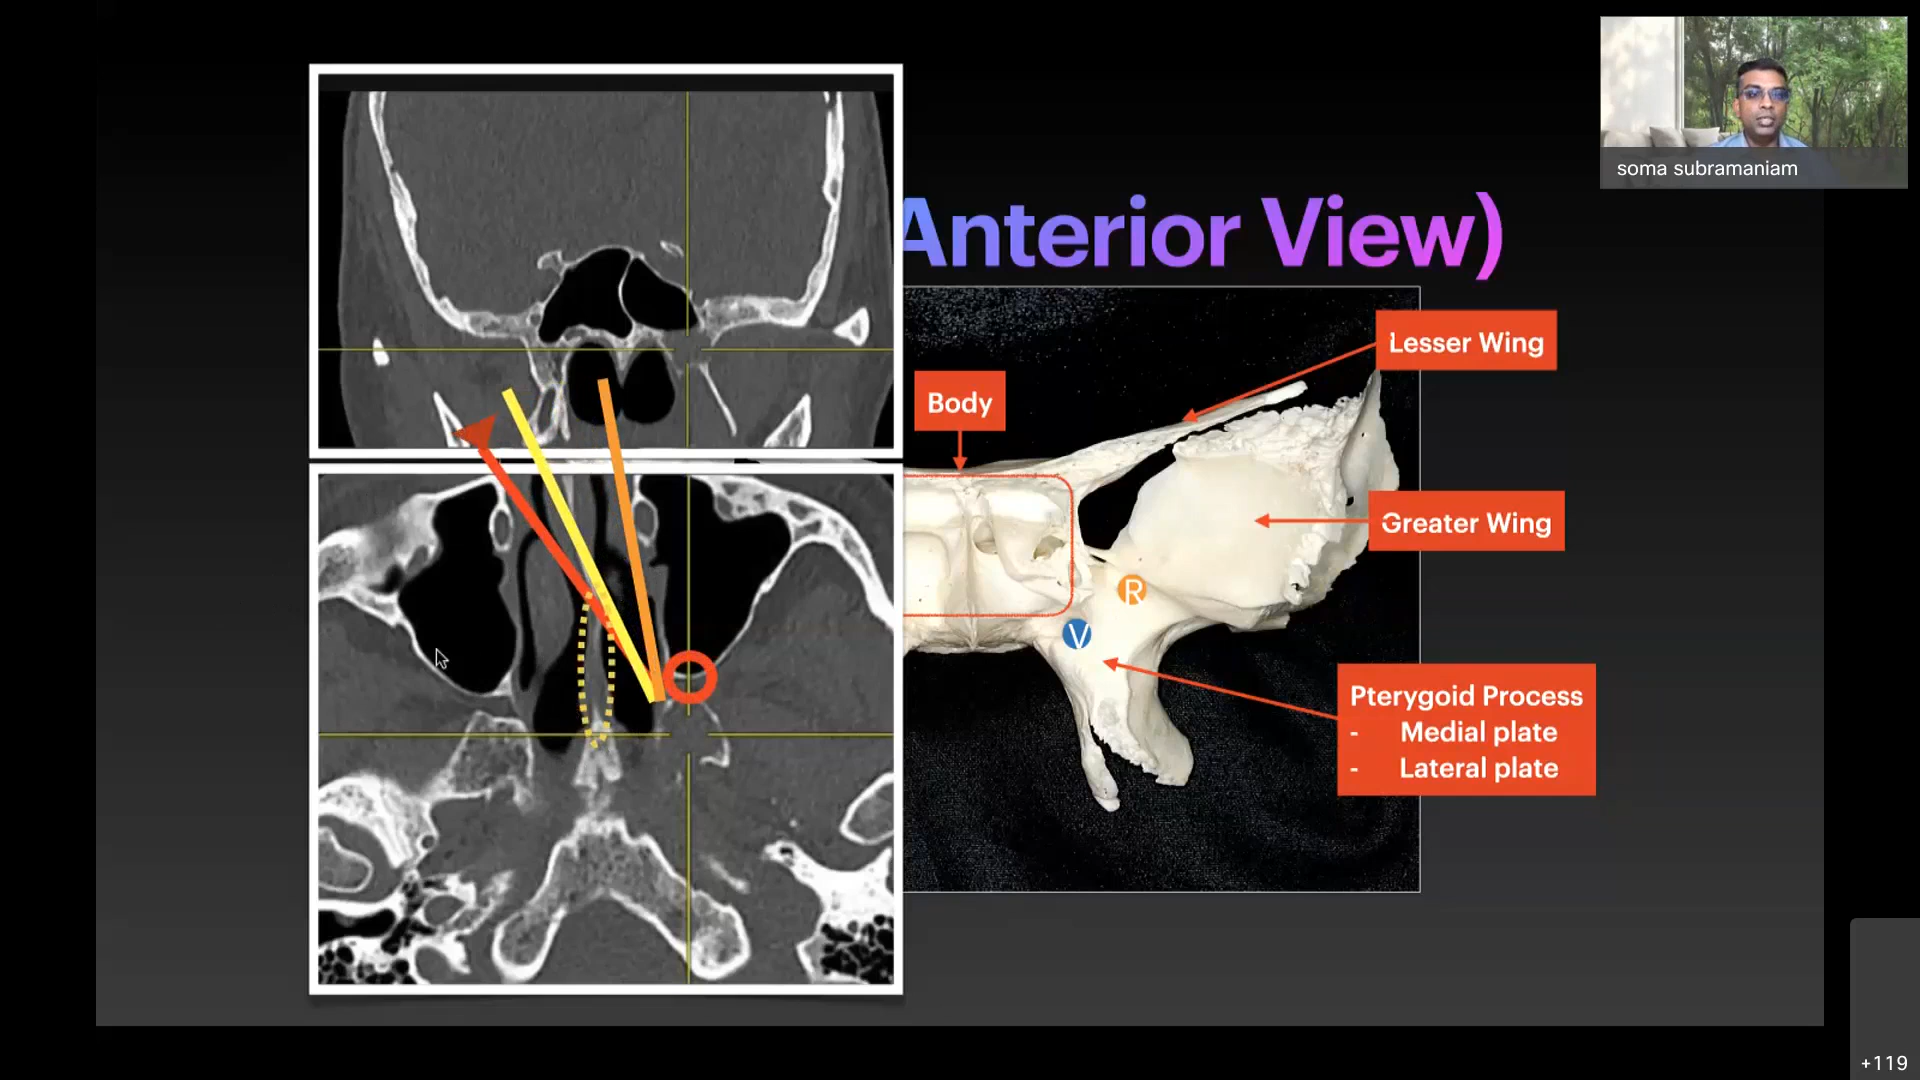 soma subramaniam
Anterior View)
Lesser Wing
Body
Greater Wing
R
V
Pterygoid Process
- Medial plate
- Lateral plate
+119